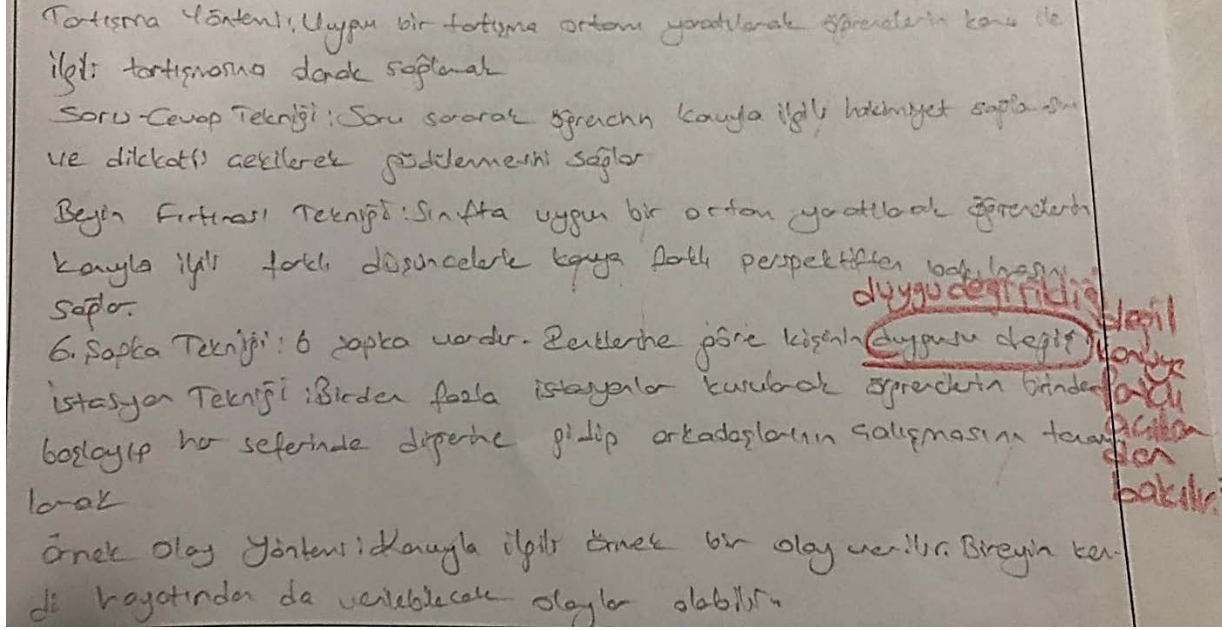 Tartışma Yöntemi: Uygun bir tartışma ortamı yaratılarak öğrencilerin konu ile
ilgili tartışmasına olanak sağlamak
Soru-Cevap Tekniği: Soru sorarak öğrencinin konuyla ilgili hakimiyet sağlaması
ve dikkati çekilerek güdülenmesini sağlar
Beyin Fırtınası Tekniği: Sınıfta uygun bir ortam yaratılarak öğrencilerin
konuyla ilgili farklı düşüncelerle konuya farklı perspektiften bakılmasını
sağlar.
duygu değişikliği değil konuya farklı açılardan bakılır.
6. Şapka Tekniği: 6 şapka vardır. Renklerine göre kişinin duygusu değişir
İstasyon Tekniği: Birden fazla istasyonlar kurularak öğrencilerin birinden
başlayıp her seferinde diğerine gidip arkadaşlarının çalışmasını tamam
lamak
Örnek Olay Yöntemi: Konuyla ilgili örnek bir olay verilir. Bireyin ken-
di hayatından da verilebilecek olaylar olabilir.